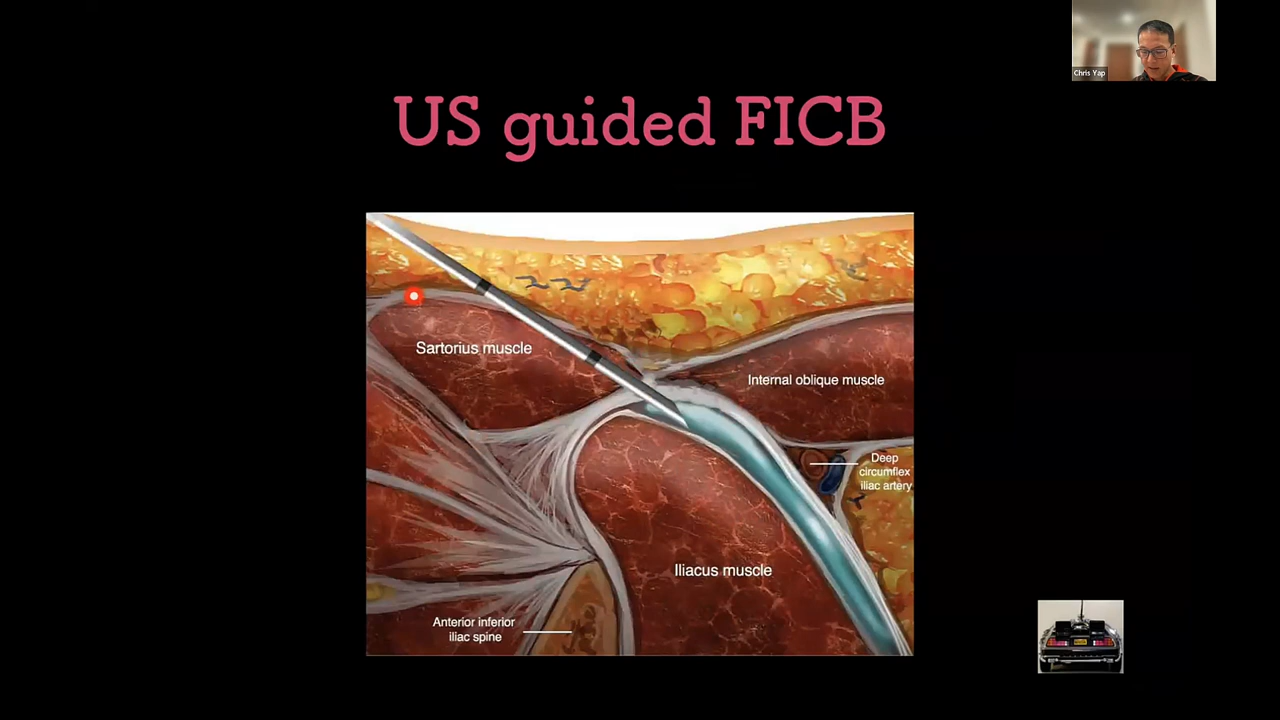 Chris Yap
US guided FICB
Sartorius muscle
Internal oblique muscle
Deep
circumflex
iliac artery
Iliacus muscle
Anterior inferior
iliac spine